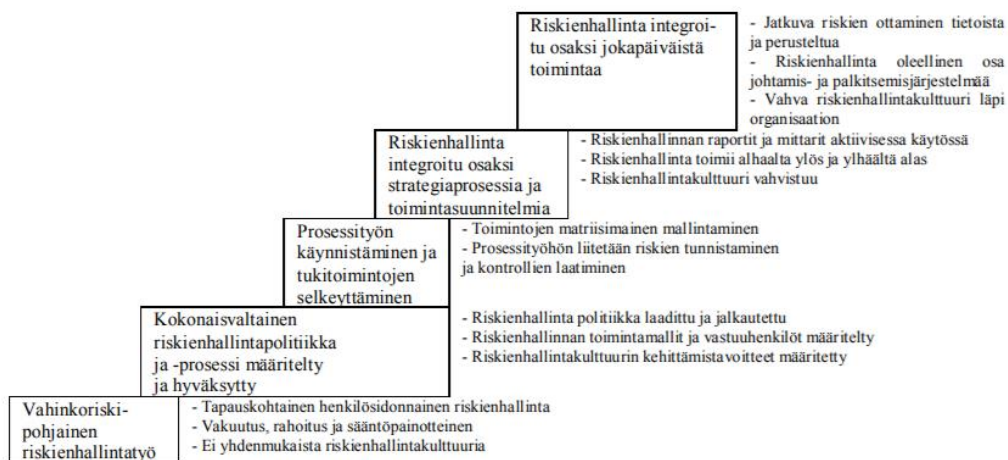 Riskienhallinta integroi-
tu osaksi jokapäiväistä
toimintaa
- Jatkuva riskien ottaminen tietoista
ja perusteltua
- Riskienhallinta oleellinen osa
johtamis- ja palkitsemisjärjestelmää
- Vahva riskienhallintakulttuuri läpi
organisaation
Riskienhallinta
integroitu osaksi
strategiaprosessia ja
toimintasuunnitelmia
- Riskienhallinnan raportit ja mittarit aktiivisessa käytössä
- Riskienhallinta toimii alhaalta ylös ja ylhäältä alas
- Riskienhallintakulttuuri vahvistuu
Prosessityön
käynnistäminen ja
tukitoimintojen
selkeyttäminen
- Toimintojen matriisimainen mallintaminen
- Prosessityöhön liitetään riskien tunnistaminen
ja kontrollien laatiminen
Kokonaisvaltainen
riskienhallintapolitiikka
ja -prosessi määritelty
ja hyväksytty
- Riskienhallinta politiikka laadittu ja jalkautettu
- Riskienhallinnan toimintamallit ja vastuuhenkilöt määritelty
- Riskienhallintakulttuurin kehittämistavoitteet määritetty
Vahinkoriski-
pohjainen
riskienhallintatyö
- Tapauskohtainen henkilösidonnainen riskienhallinta
- Vakuutus, rahoitus ja sääntöpainotteinen
- Ei yhdenmukaista riskienhallintakulttuuria